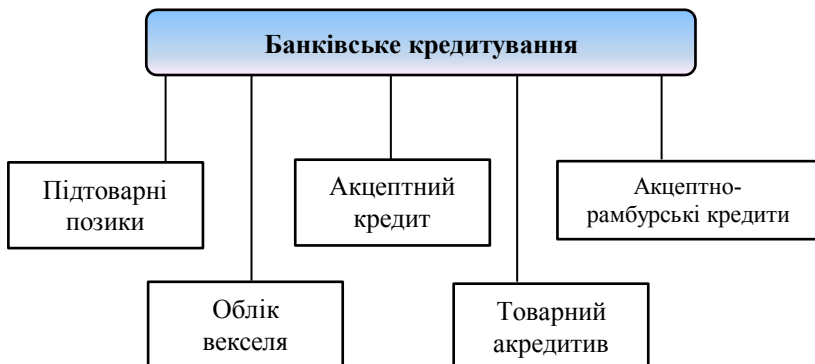 Банківське кредитування
Підтоварні
позики
Акцептний
кредит
Акцептно-
рамбурські кредити
Облік
векселя
Товарний
акредитив